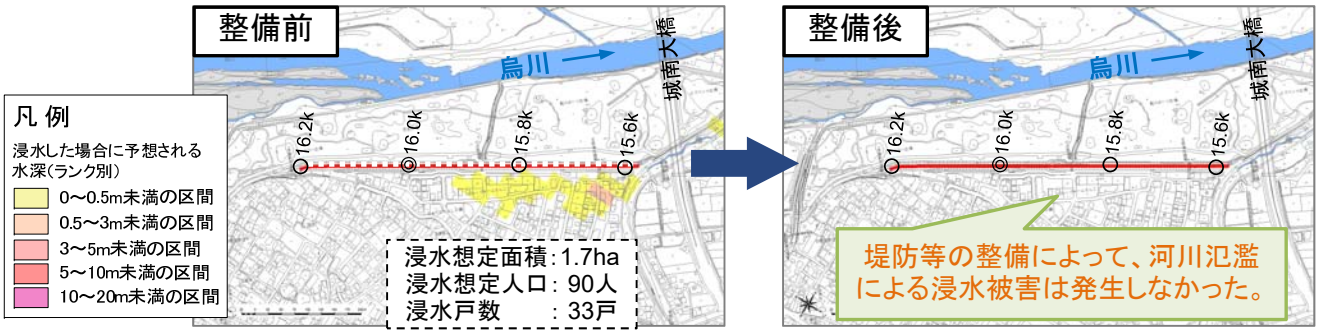 整備前
烏川
城南大橋
16.2k
16.0k
15.8k
15.6k
凡 例
浸水した場合に予想される
水深(ランク別)
0～0.5m未満の区間
0.5～3m未満の区間
3～5m未満の区間
5～10m未満の区間
10～20m未満の区間
浸水想定面積：1.7ha
浸水想定人口： 90人
浸水戸数 ： 33戸
整備後
烏川
城南大橋
16.2k
16.0k
15.8k
15.6k
堤防等の整備によって、河川氾濫
による浸水被害は発生しなかった。